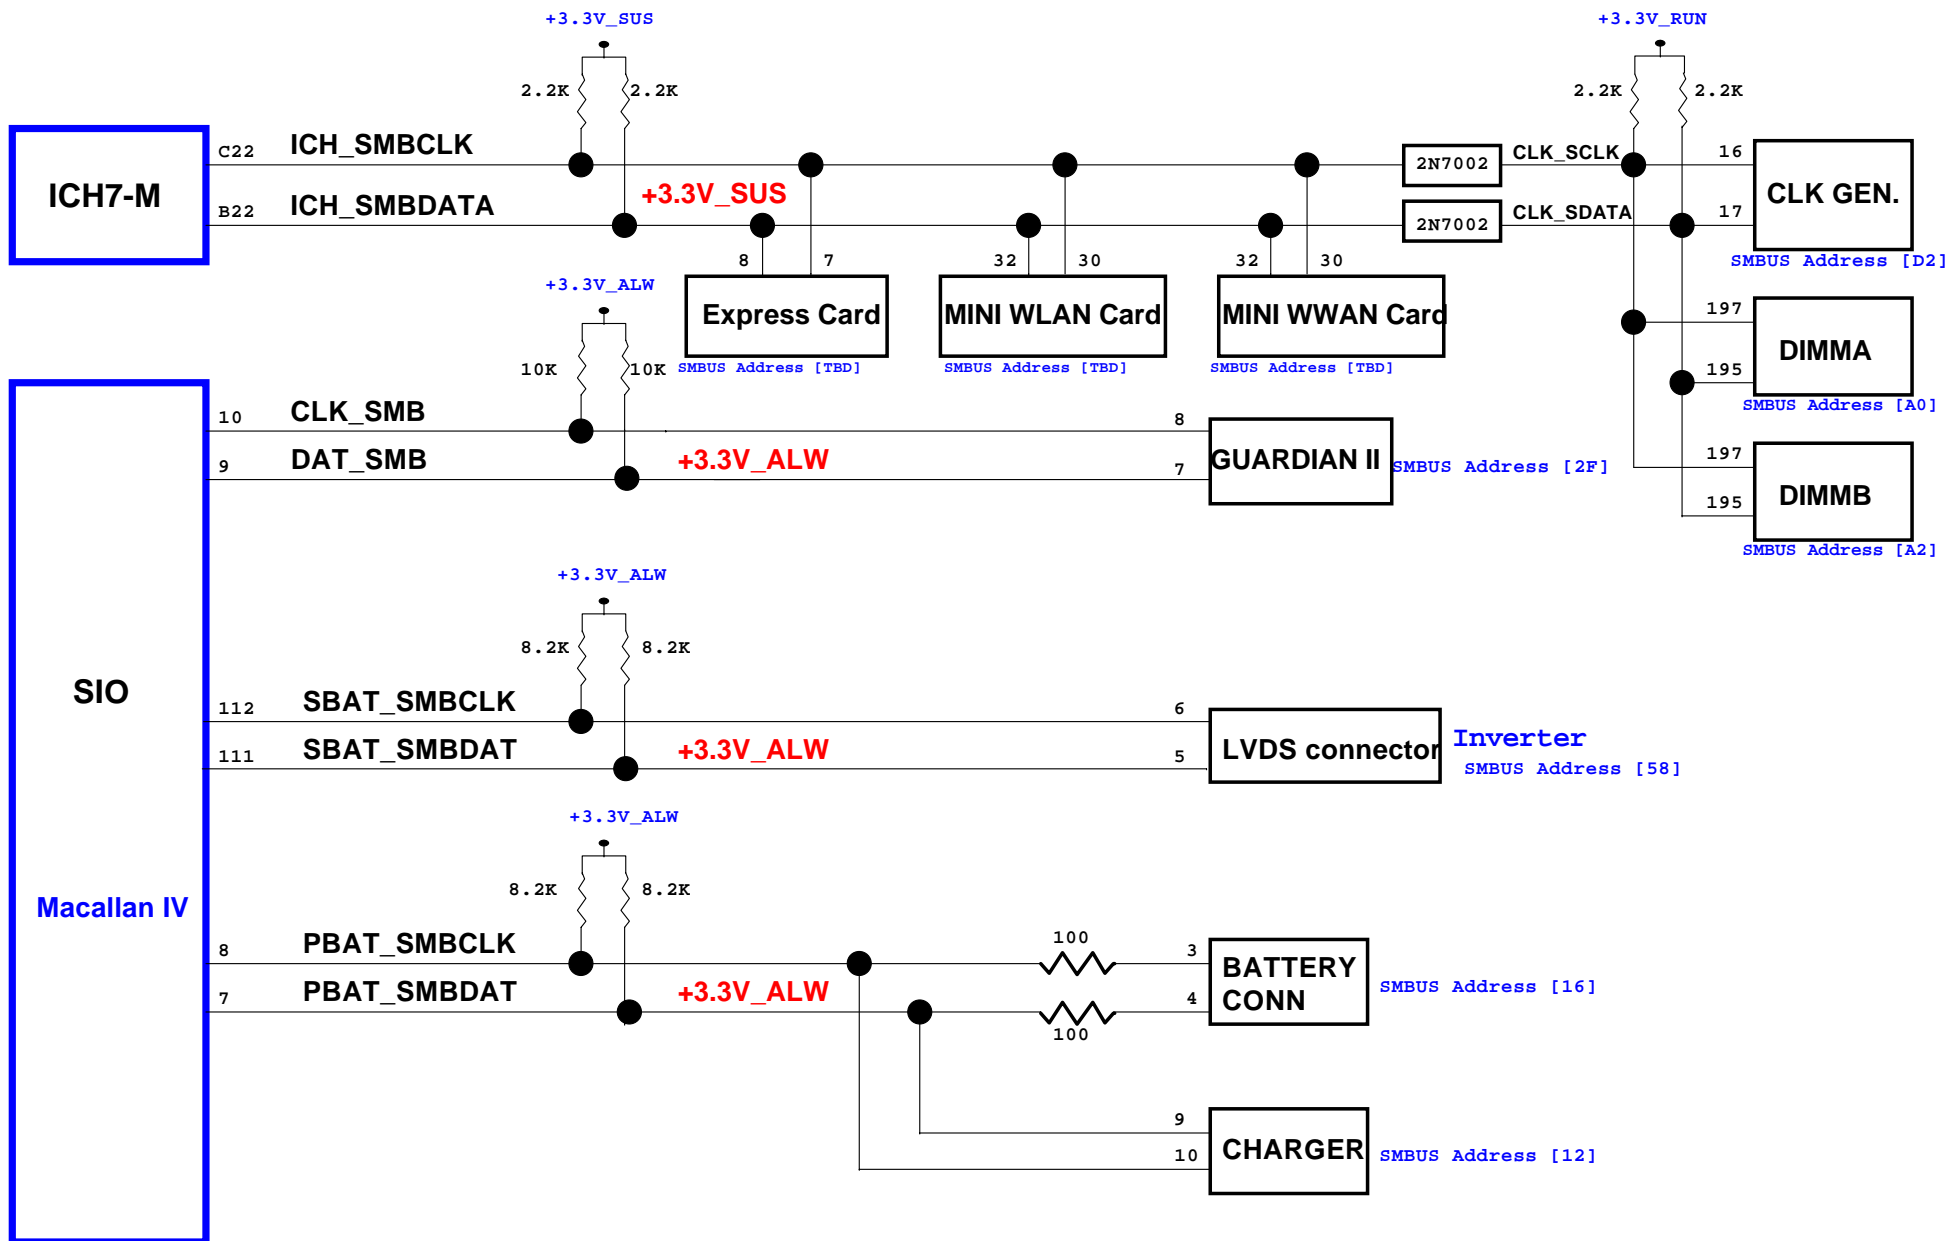 +3.3V_SUS
+3.3V_RUN
2.2K
2.2K
2.2K
2.2K
ICH7-M
C22
ICH_SMBCLK
B22
ICH_SMBDATA
+3.3V_SUS
2N7002
CLK_SCLK
2N7002
CLK_SDATA
16
17
CLK GEN.
SMBUS Address [D2]
8
7
32
30
32
30
Express Card
MINI WLAN Card
MINI WWAN Card
SMBUS Address [TBD]
SMBUS Address [TBD]
SMBUS Address [TBD]
197
195
DIMMA
SMBUS Address [A0]
197
195
DIMMB
SMBUS Address [A2]
+3.3V_ALW
10K
10K
10
CLK_SMB
9
DAT_SMB
+3.3V_ALW
8
7
GUARDIAN II
SMBUS Address [2F]
SIO
Macallan IV
+3.3V_ALW
8.2K
8.2K
112
SBAT_SMBCLK
111
SBAT_SMBDAT
+3.3V_ALW
6
5
LVDS connector
Inverter
SMBUS Address [58]
+3.3V_ALW
8.2K
8.2K
8
PBAT_SMBCLK
7
PBAT_SMBDAT
+3.3V_ALW
100
100
3
4
BATTERY
CONN
SMBUS Address [16]
9
10
CHARGER
SMBUS Address [12]